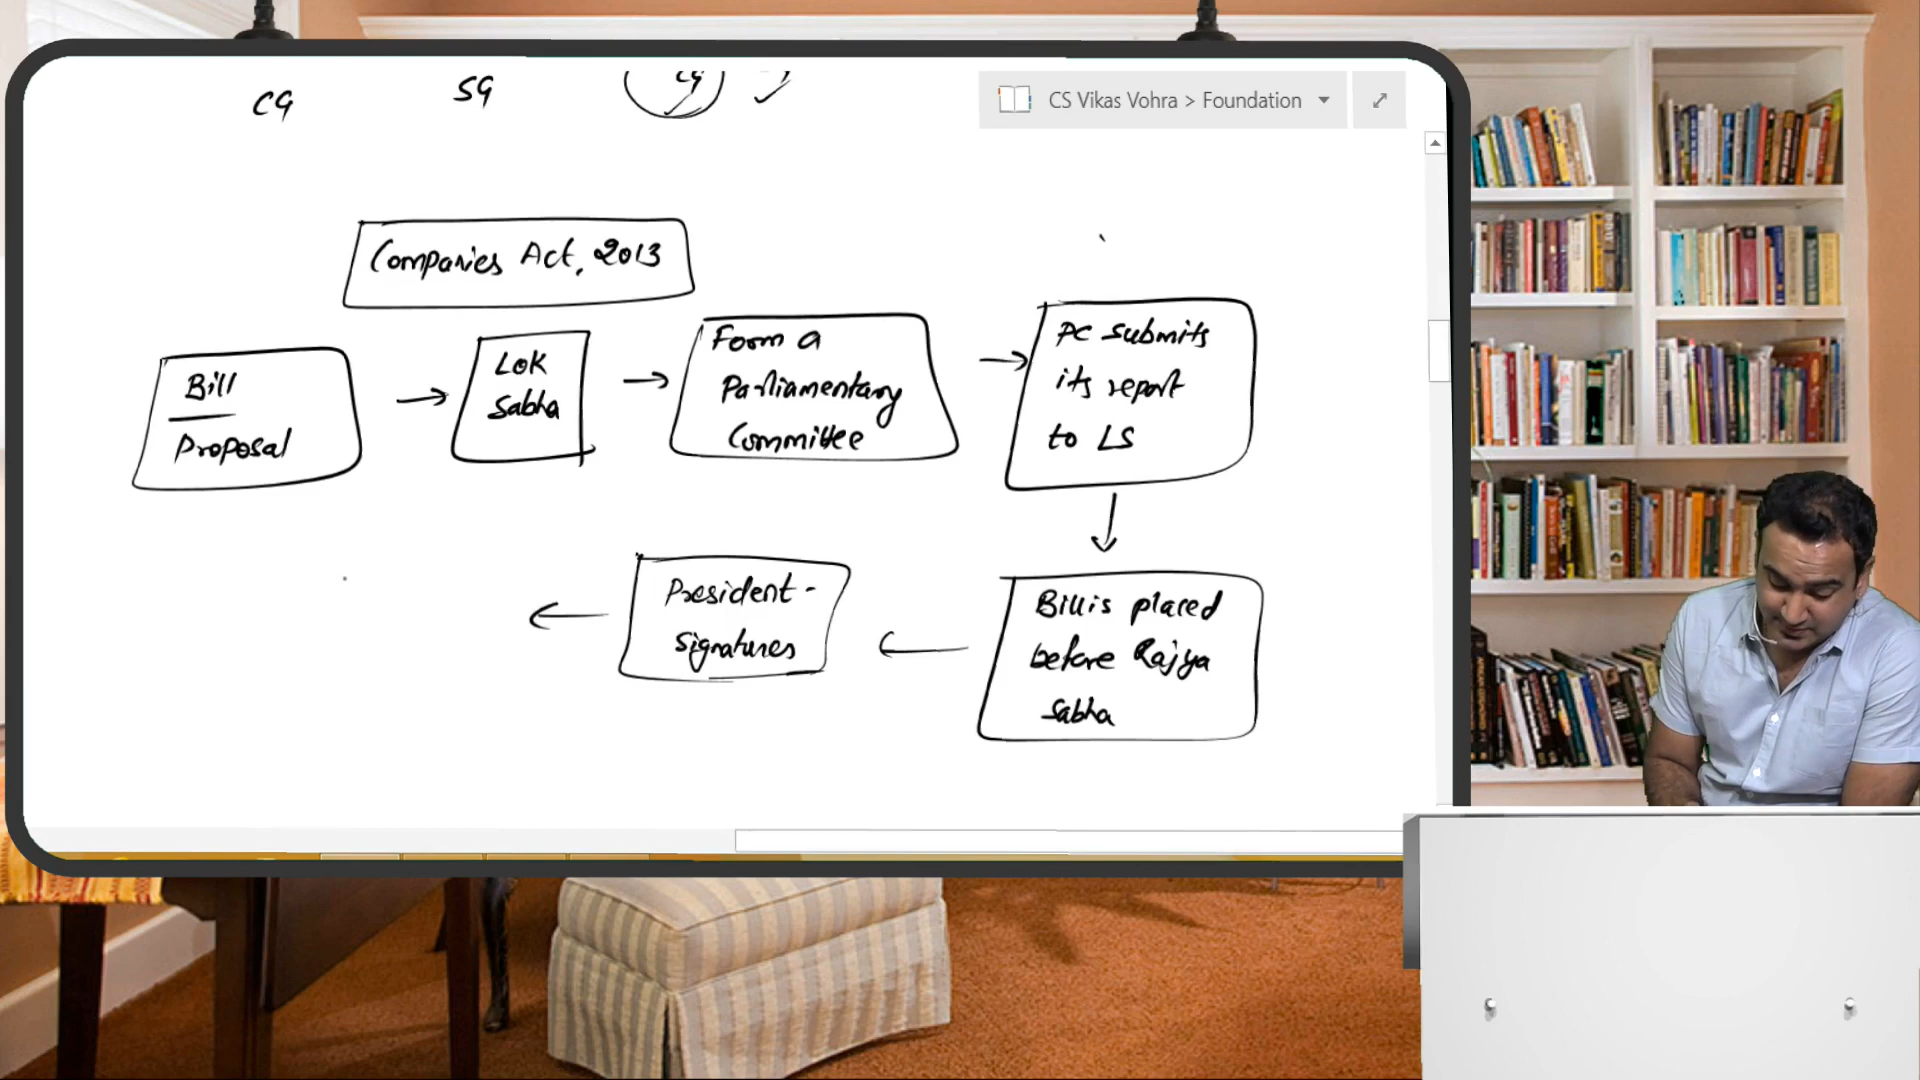 CG
SG
CG
CS Vikas Vohra > Foundation
Companies Act, 2013
Bill
Proposal
Lok
Sabha
Form a
Parliamentary
Committee
PC submits
its report
to LS
Bill is placed
before Rajya
Sabha
President -
Signatures